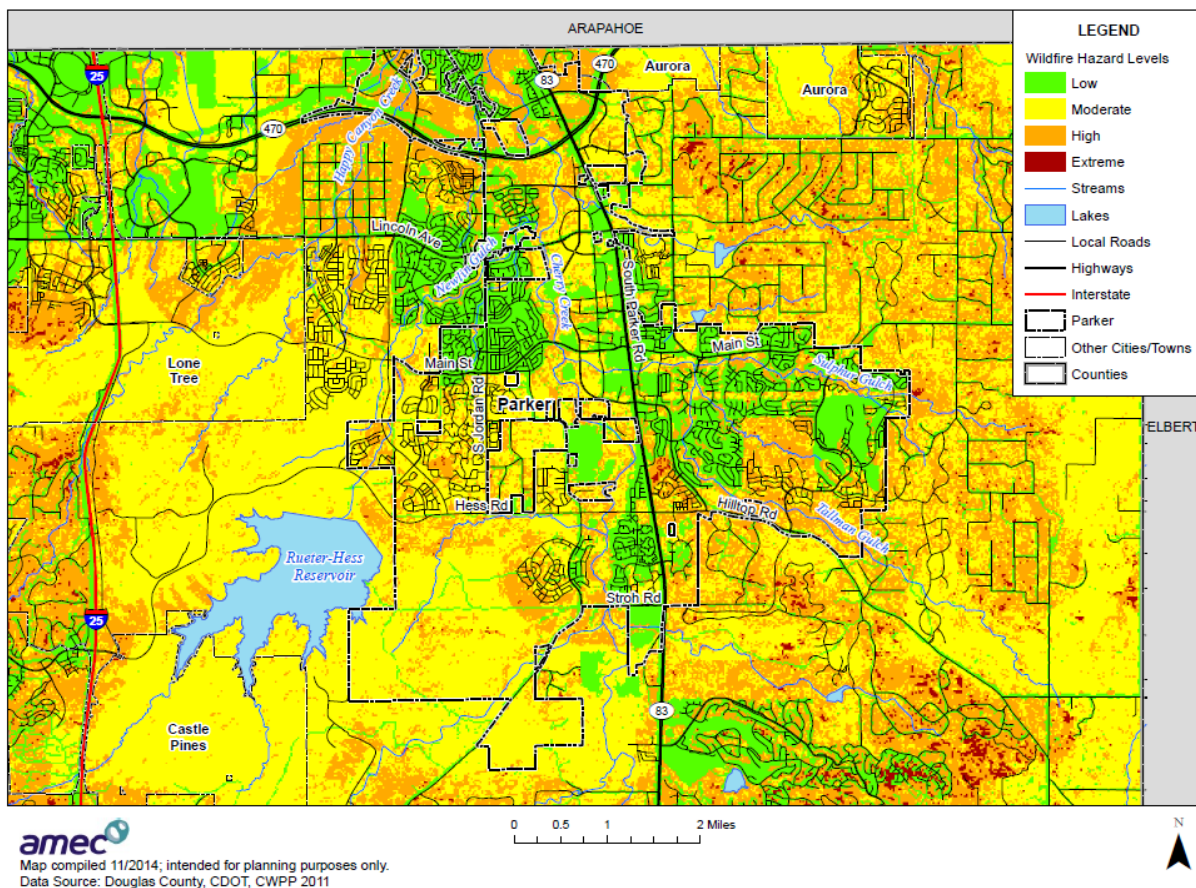 ARAPAHOE
LEGEND
Wildfire Hazard Levels
Low
Moderate
High
Extreme
Streams
Lakes
Local Roads
Highways
Interstate
Parker
Other Cities/Towns
Counties
25
470
83
470
Aurora
Aurora
Happy Canyon Creek
Lincoln Ave
Newlin Gulch
Cherry Creek
South Parker Rd
Lone
Tree
Main St
Main St
Sulphur Gulch
S Jordan Rd
Parker
ELBERT
Hess Rd
Hilltop Rd
Tallman Gulch
Rueter-Hess
Reservoir
Stroh Rd
25
83
Castle
Pines
amec
0 0.5 1 2 Miles
N
Map compiled 11/2014; intended for planning purposes only.
Data Source: Douglas County, CDOT, CWPP 2011